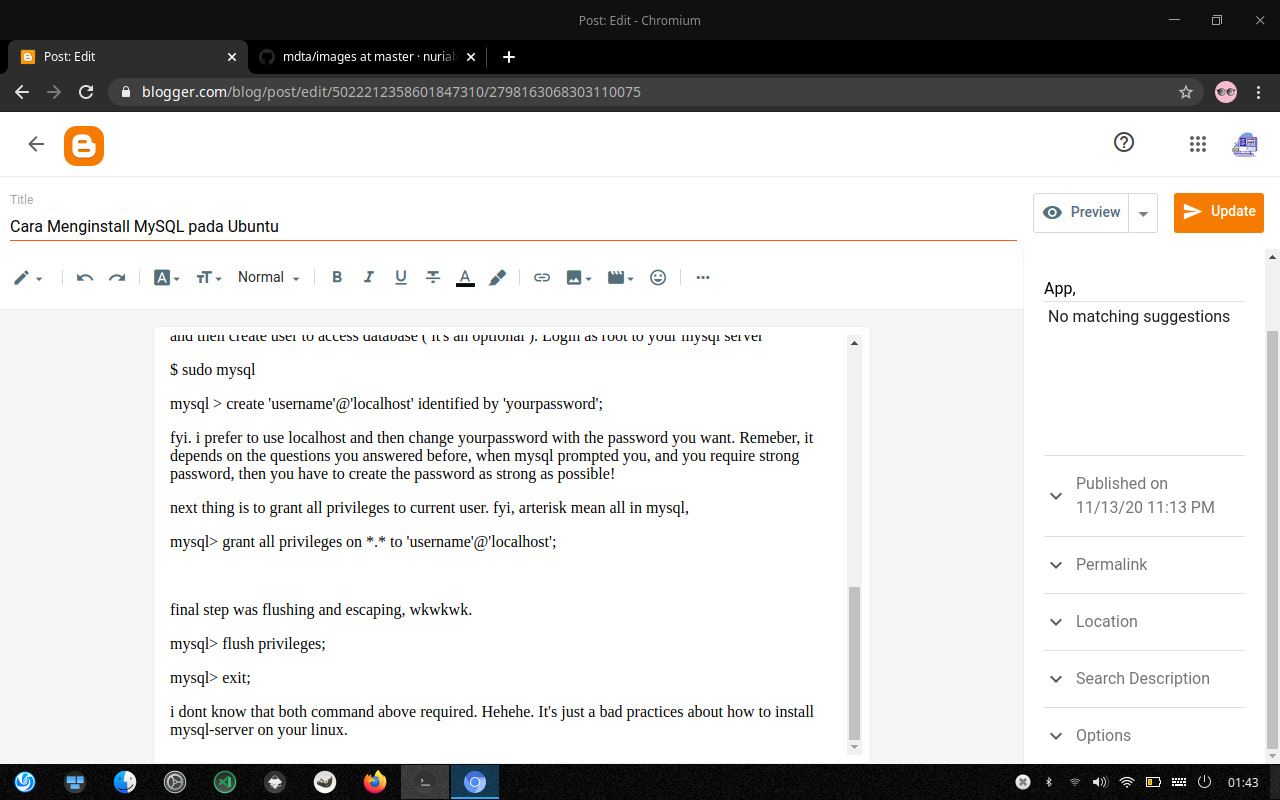 Post: Edit - Chromium
Post: Edit
mdta/images at master · nurial
blogger.com/blog/post/edit/5022212358601847310/2798163068303110075
Title
Cara Menginstall MySQL pada Ubuntu
Preview
Update
Normal
B I U A
and then create user to access database ( it's an optional ). Login as root to your mysql server
$ sudo mysql
mysql > create 'username'@'localhost' identified by 'yourpassword';
fyi. i prefer to use localhost and then change yourpassword with the password you want. Remeber, it
depends on the questions you answered before, when mysql prompted you, and you require strong
password, then you have to create the password as strong as possible!
next thing is to grant all privileges to current user. fyi, arterisk mean all in mysql,
mysql> grant all privileges on *.* to 'username'@'localhost';
final step was flushing and escaping, wkwkwk.
mysql> flush privileges;
mysql> exit;
i dont know that both command above required. Hehehe. It's just a bad practices about how to install
mysql-server on your linux.
App,
No matching suggestions
Published on
11/13/20 11:13 PM
Permalink
Location
Search Description
Options
01:43